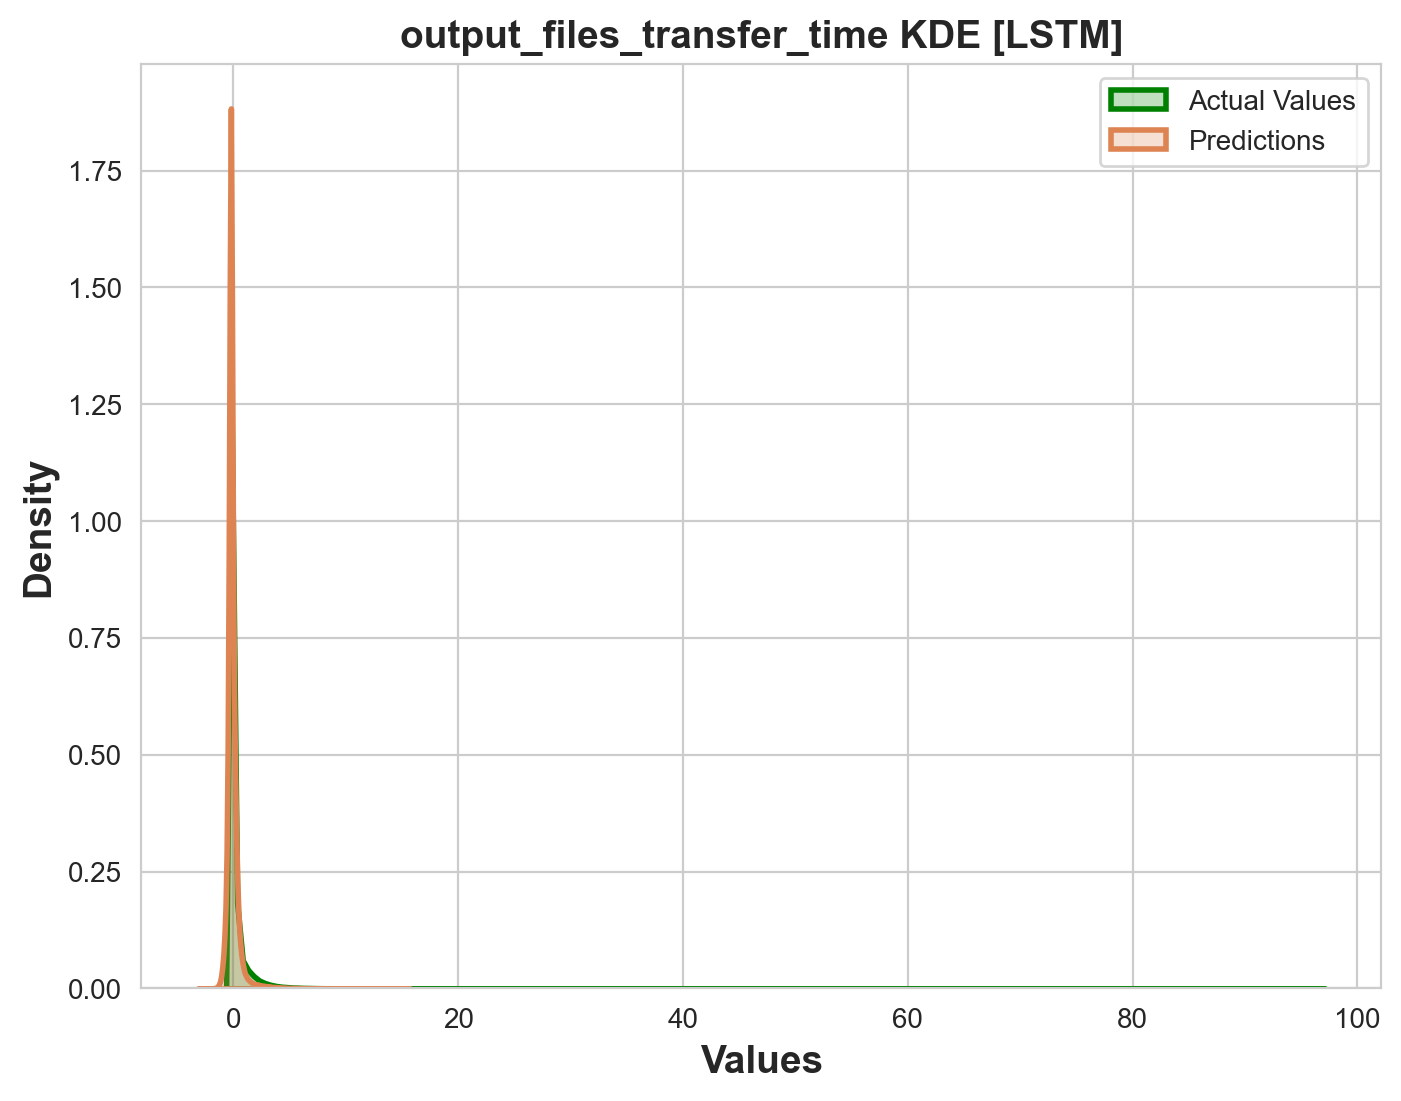 output_files_transfer_time KDE [LSTM]
Actual Values
Predictions
1.75
1.50
1.25
1.00
0.75
0.50
0.25
0.00
Density
0 20 40 60 80 100
Values